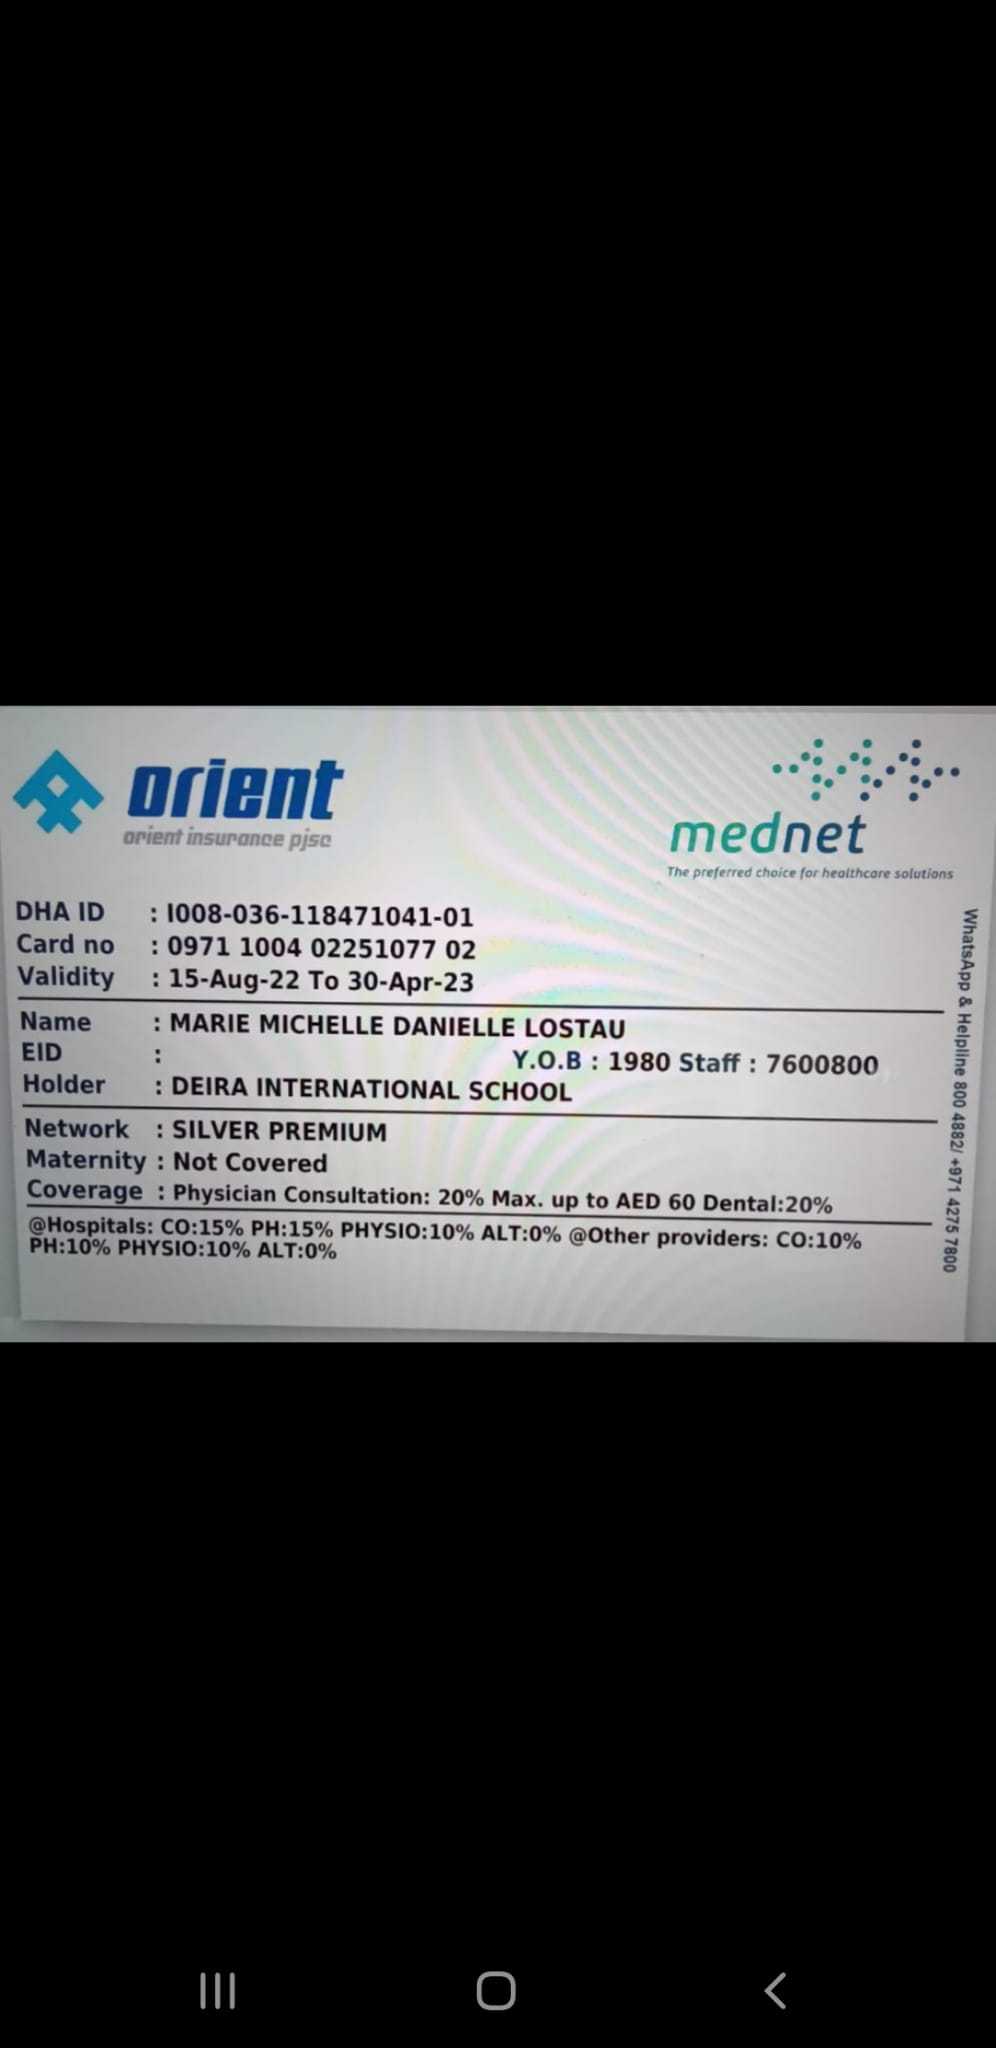 orient
orient insurance pjsc
mednet
The preferred choice for healthcare solutions
DHA ID : I008-036-118471041-01
Card no : 0971 1004 02251077 02
Validity : 15-Aug-22 To 30-Apr-23
Name : MARIE MICHELLE DANIELLE LOSTAU
EID : Y.O.B : 1980 Staff : 7600800
Holder : DEIRA INTERNATIONAL SCHOOL
Network : SILVER PREMIUM
Maternity : Not Covered
Coverage : Physician Consultation: 20% Max. up to AED 60 Dental:20%
@Hospitals: CO:15% PH:15% PHYSIO:10% ALT:0% @Other providers: CO:10%
PH:10% PHYSIO:10% ALT:0%
WhatsApp & Helpline 800 4882/ +971 4275 7800